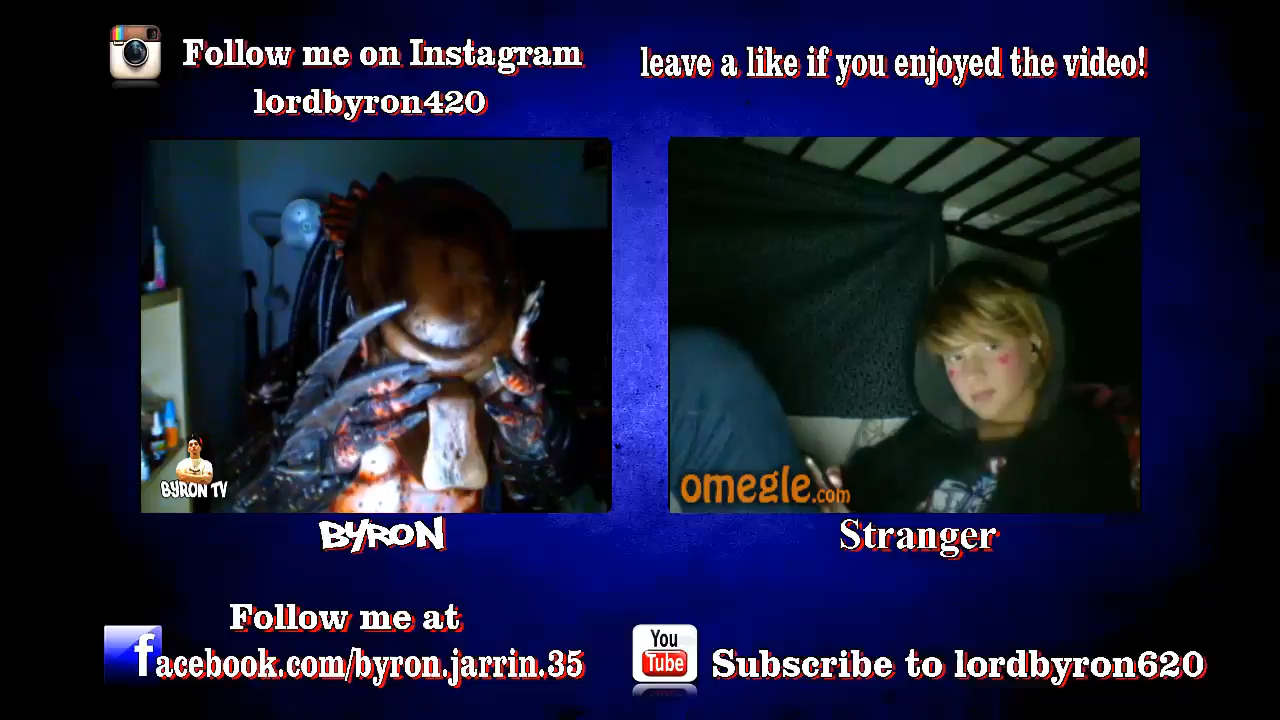 Follow me on Instagram
lordbyron420
leave a like if you enjoyed the video!
BYRON TV
omegle.com
BYRON
Stranger
Follow me at
facebook.com/byron.jarrin.35
You
Tube
Subscribe to lordbyron620